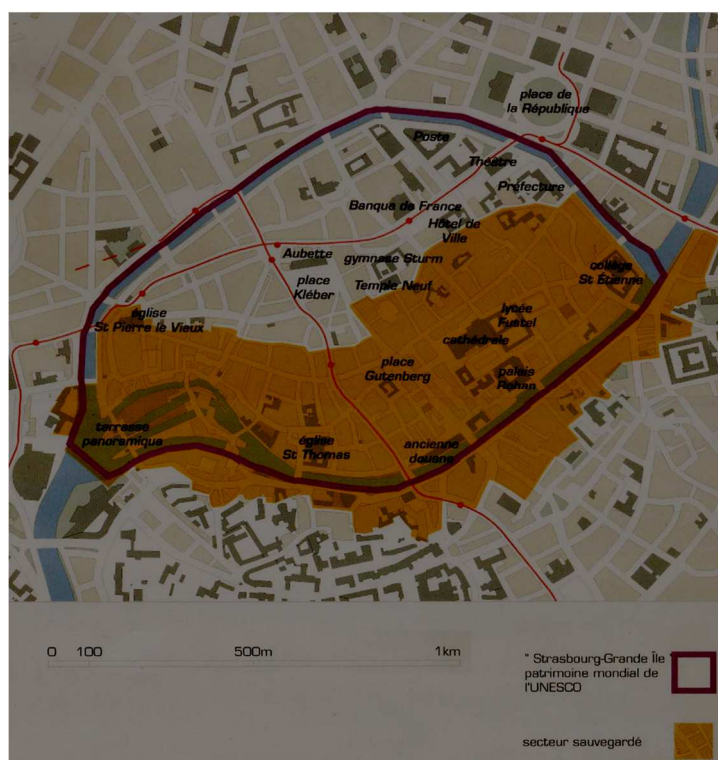 place de
la République
Poste
Théatre
Préfecture
Banque de France
Hôtel de
Ville
Aubette
gymnase Sturm
place
Kléber
Temple Neuf
collège
St Étienne
église
St Pierre le Vieux
lycée
Fustel
cathédrale
place
Gutenberg
palais
Rohan
terrasse
panoramique
église
St Thomas
ancienne
douane
0 100 500m 1km
" Strasbourg-Grande Île "
patrimoine mondial de
l'UNESCO
secteur sauvegardé